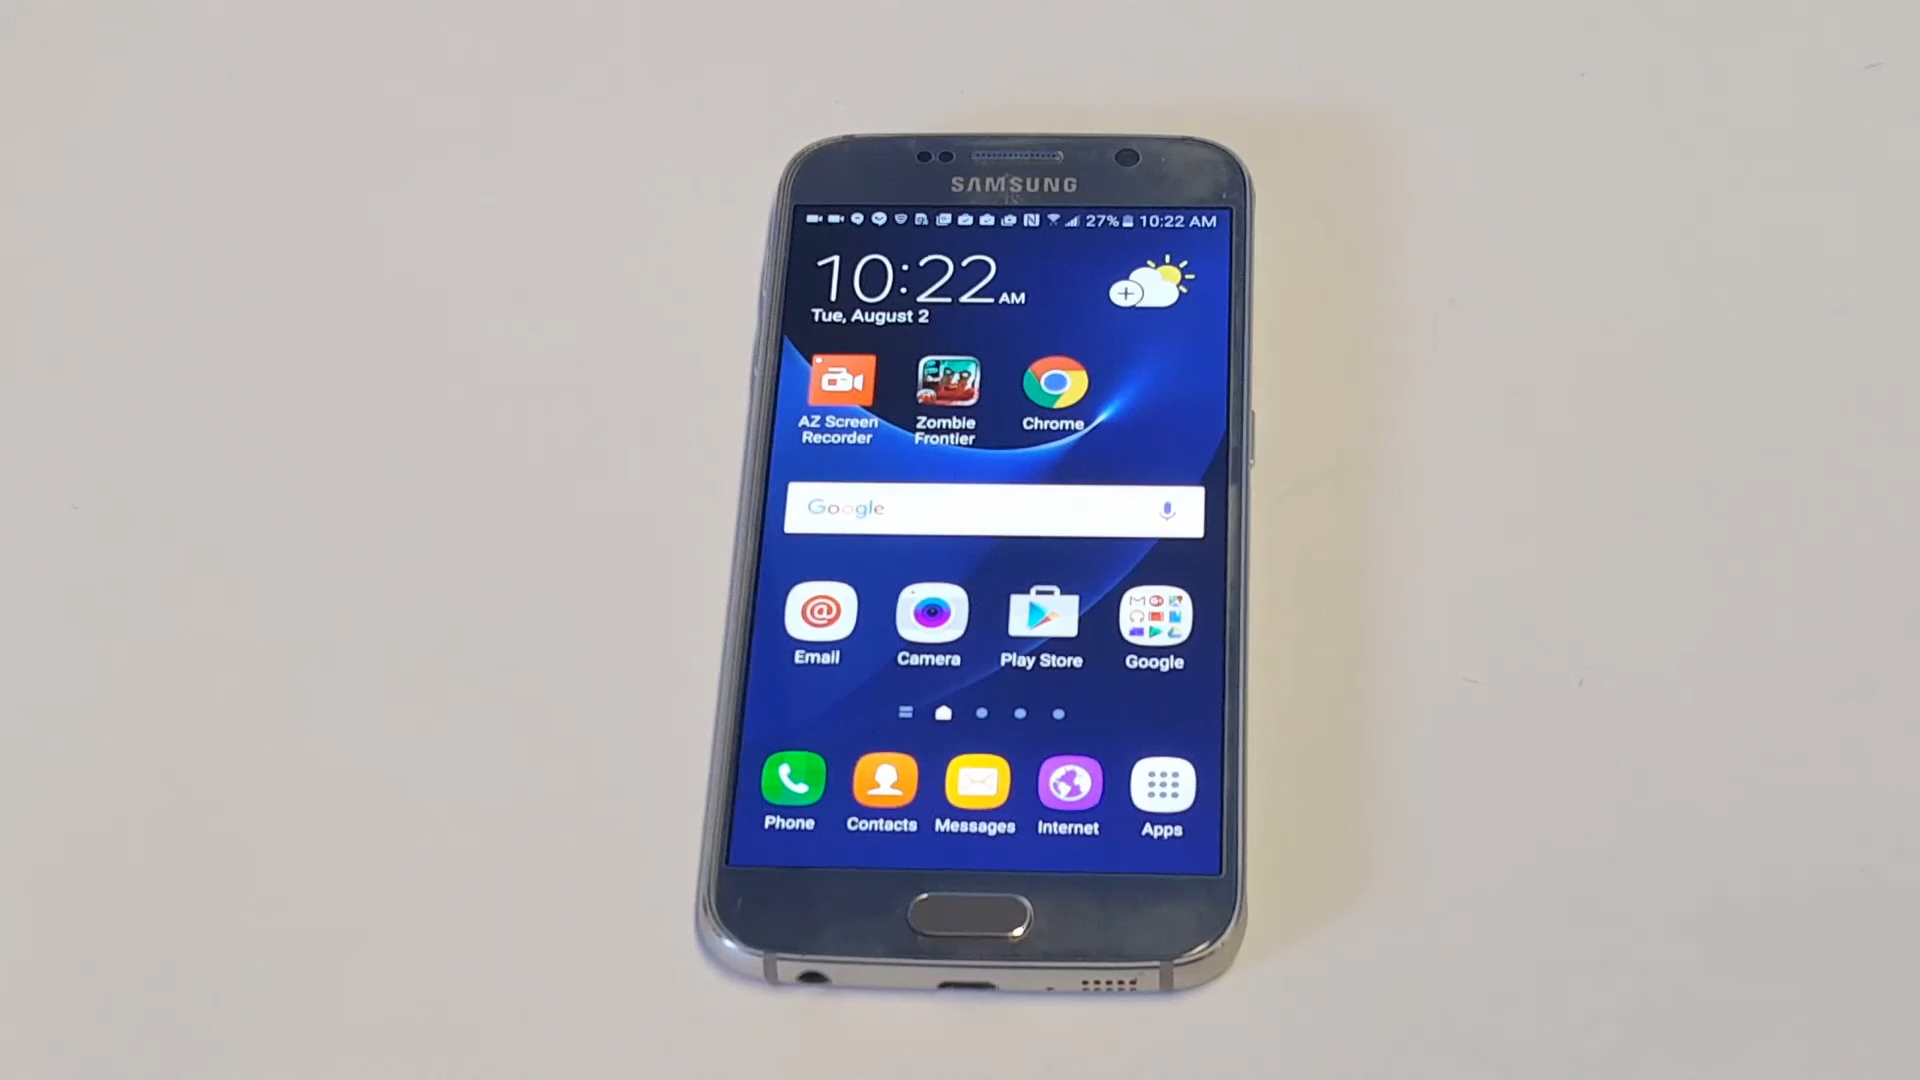 SAMSUNG
27% 10:22 AM
10:22 AM
Tue, August 2
AZ Screen
Recorder
Zombie
Frontier
Chrome
Google
Email
Camera
Play Store
Google
Phone
Contacts
Messages
Internet
Apps